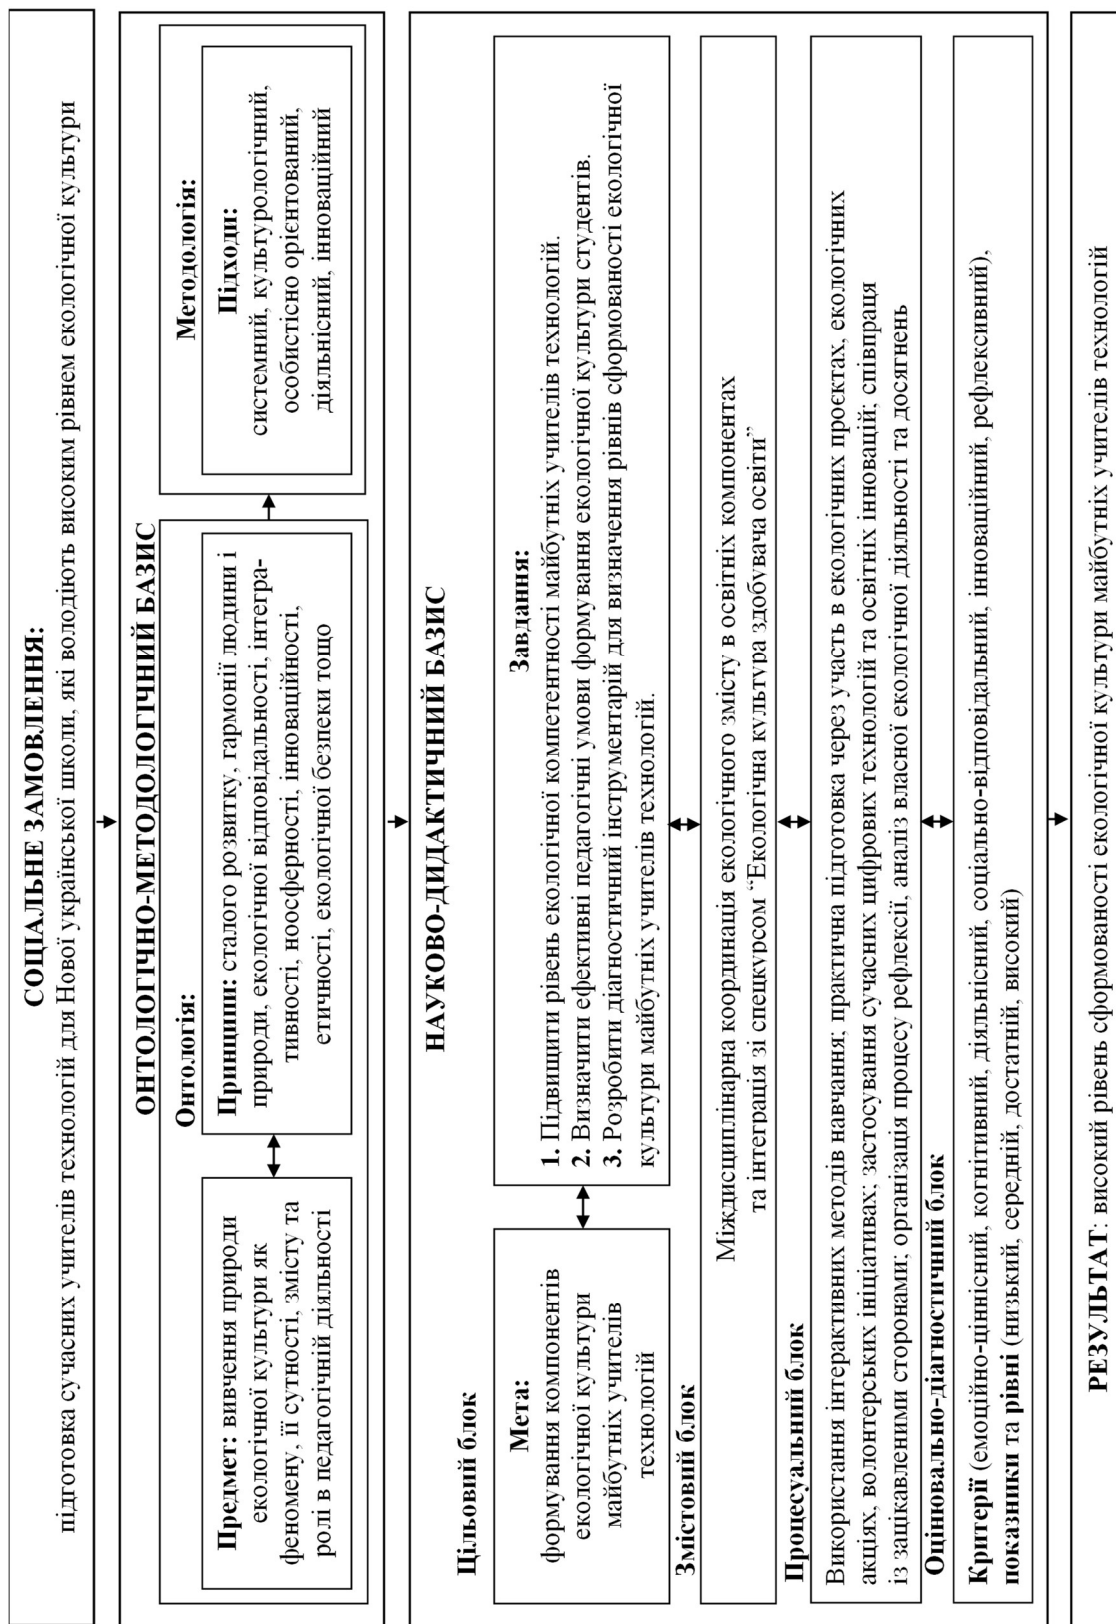 СОЦІАЛЬНЕ ЗАМОВЛЕННЯ:
підготовка сучасних учителів технологій для Нової української школи, які володіють високим рівнем екологічної культури
ОНТОЛОГІЧНО-МЕТОДОЛОГІЧНИЙ БАЗИС
Онтологія:
Предмет: вивчення природи
екологічної культури як
феномену, її сутності, змісту та
ролі в педагогічній діяльності
Принципи: сталого розвитку, гармонії людини і
природи, екологічної відповідальності, інтегра-
тивності, ноосферності, інноваційності,
етичності, екологічної безпеки тощо
Методологія:
Підходи:
системний, культурологічний,
особистісно орієнтований,
діяльнісний, інноваційний
НАУКОВО-ДИДАКТИЧНИЙ БАЗИС
Цільовий блок
Мета:
формування компонентів
екологічної культури
майбутніх учителів
технологій
Завдання:
1. Підвищити рівень екологічної компетентності майбутніх учителів технологій.
2. Визначити ефективні педагогічні умови формування екологічної культури студентів.
3. Розробити діагностичний інструментарій для визначення рівнів сформованості екологічної
культури майбутніх учителів технологій.
Змістовий блок
Міждисциплінарна координація екологічного змісту в освітніх компонентах
та інтеграція зі спецкурсом “Екологічна культура здобувача освіти”
Процесуальний блок
Використання інтерактивних методів навчання; практична підготовка через участь в екологічних проєктах, екологічних
акціях, волонтерських ініціативах; застосування сучасних цифрових технологій та освітніх інновацій; співпраця
із зацікавленими сторонами; організація процесу рефлексії, аналіз власної екологічної діяльності та досягнень
Оцінювально-діагностичний блок
Критерії (емоційно-ціннісний, когнітивний, діяльнісний, соціально-відповідальний, інноваційний, рефлексивний),
показники та рівні (низький, середній, достатній, високий)
РЕЗУЛЬТАТ: високий рівень сформованості екологічної культури майбутніх учителів технологій